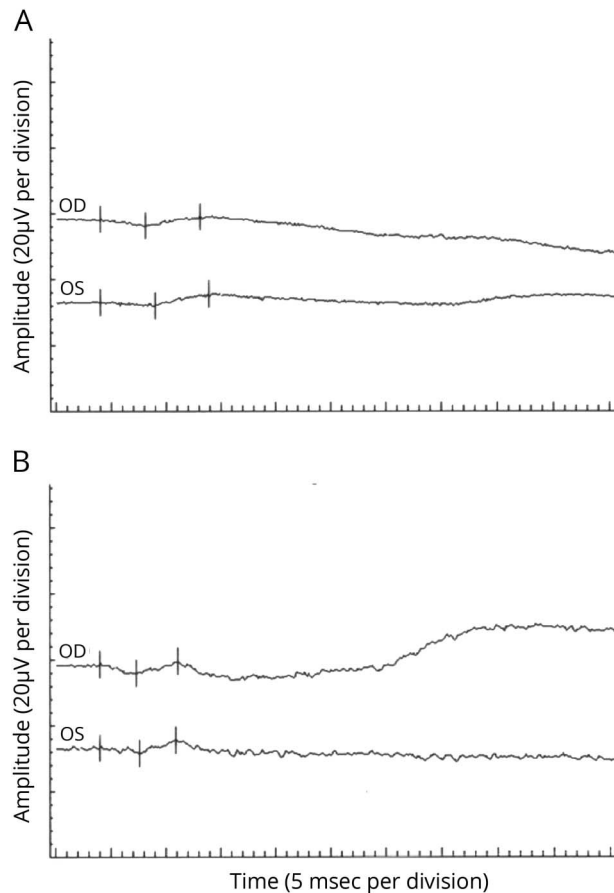 A
Amplitude (20µV per division)
OD
OS
B
Amplitude (20µV per division)
OD
OS
Time (5 msec per division)